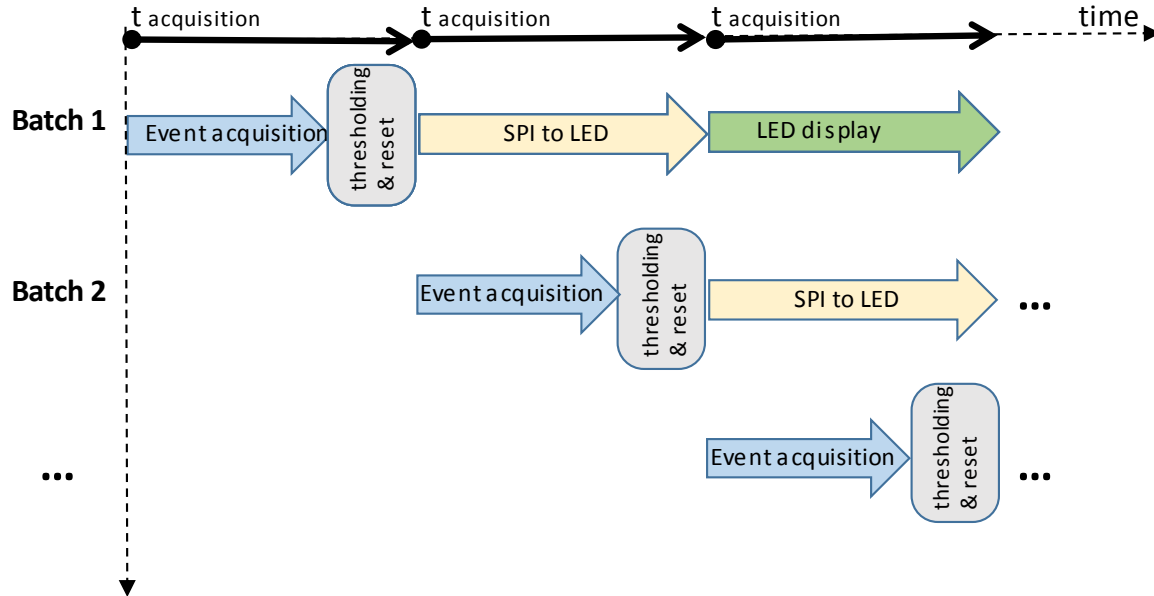 t acquisition
t acquisition
t acquisition
time
Batch 1
Event acquisition
thresholding
& reset
SPI to LED
LED display
Batch 2
Event acquisition
thresholding
& reset
SPI to LED
...
...
Event acquisition
thresholding
& reset
...